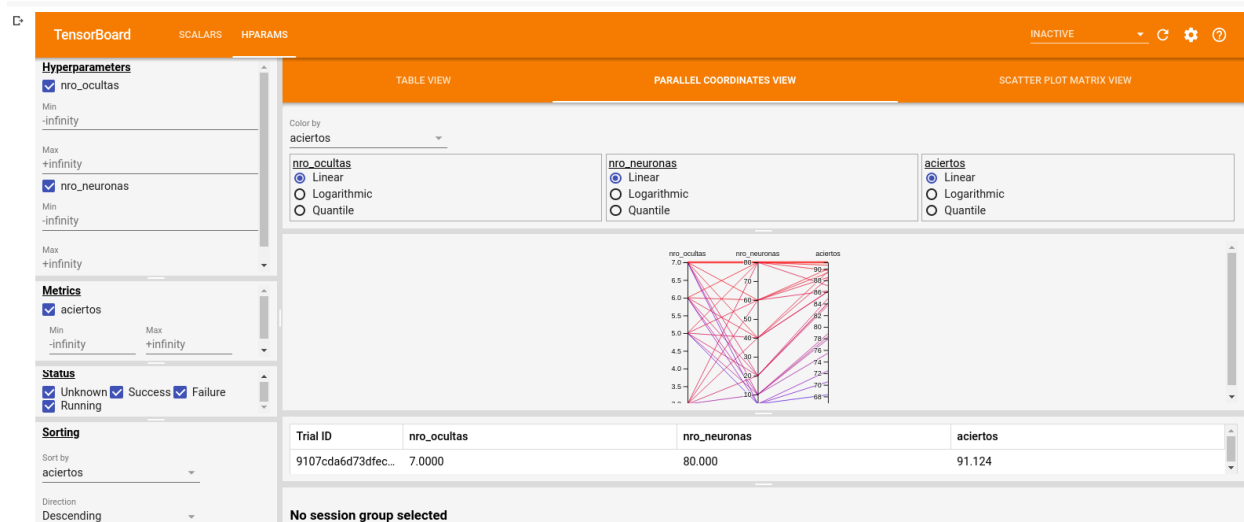 TensorBoard SCALARS HPARAMS INACTIVE
Hyperparameters
nro_ocultas
Min
-infinity
Max
+infinity
nro_neuronas
Min
-infinity
Max
+infinity
Metrics
aciertos
Min Max
-infinity +infinity
Status
Unknown Success Failure
Running
Sorting
Sort by
aciertos
Direction
Descending
TABLE VIEW PARALLEL COORDINATES VIEW SCATTER PLOT MATRIX VIEW
Color by
aciertos
nro_ocultas
Linear
Logarithmic
Quantile
nro_neuronas
Linear
Logarithmic
Quantile
aciertos
Linear
Logarithmic
Quantile
nro_ocultas nro_neuronas aciertos
7.0
6.5
6.0
5.5
5.0
4.5
4.0
3.5
80
70
60
50
40
30
20
10
90
88
86
84
82
80
78
76
74
72
70
68
Trial ID nro_ocultas nro_neuronas aciertos
9107cda6d73dfec... 7.0000 80.000 91.124
No session group selected